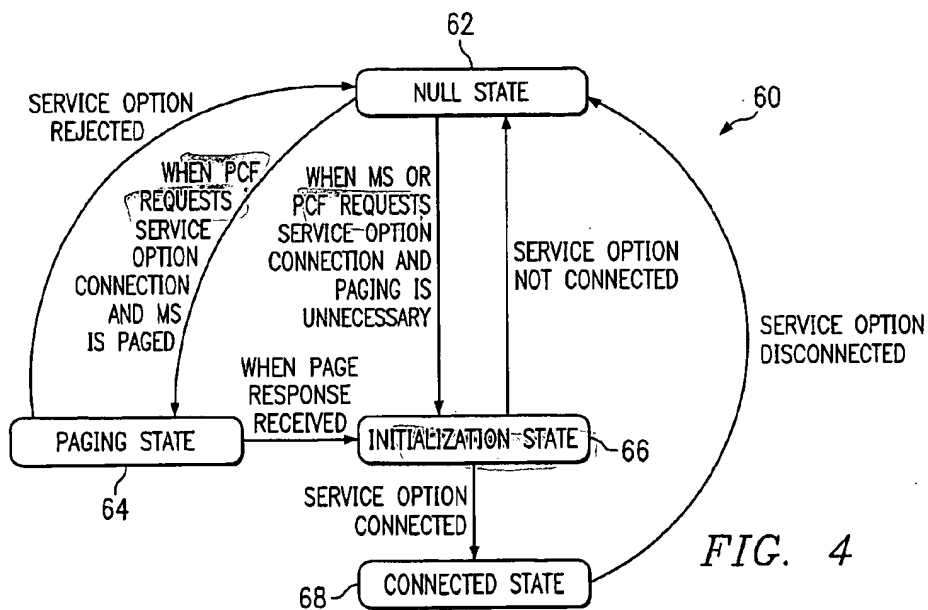 62
NULL STATE
60
SERVICE OPTION
REJECTED
WHEN PCF
REQUESTS
SERVICE
OPTION
CONNECTION
AND MS
IS PAGED
WHEN MS OR
PCF REQUESTS
SERVICE OPTION
CONNECTION AND
PAGING IS
UNNECESSARY
SERVICE OPTION
NOT CONNECTED
SERVICE OPTION
DISCONNECTED
WHEN PAGE
RESPONSE
RECEIVED
PAGING STATE
64
INITIALIZATION STATE
66
SERVICE OPTION
CONNECTED
68
CONNECTED STATE
FIG. 4